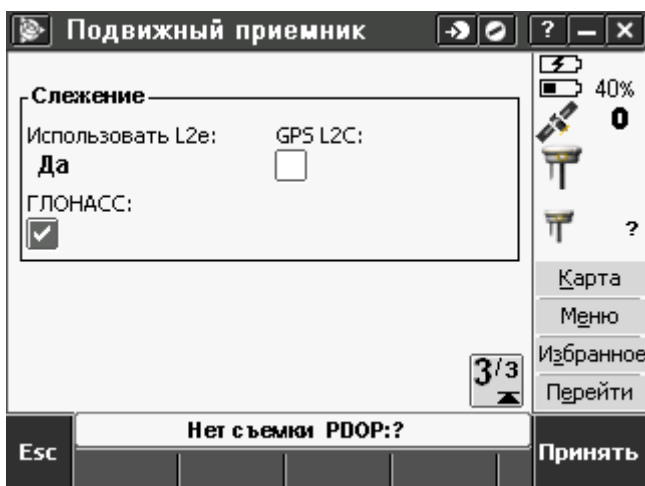 Подвижный приемник
?
Слежение
Использовать L2e: GPS L2C:
Да
ГЛОНАСС:
40%
0
?
Карта
Меню
Избранное
Перейти
3/3
Нет съемки PDOP:?
Esc
Принять